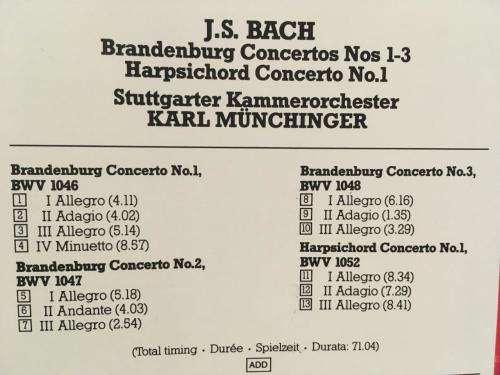 J.S. BACH
Brandenburg Concertos Nos 1-3
Harpsichord Concerto No.1
Stuttgarter Kammerorchester
KARL MÜNCHINGER
Brandenburg Concerto No.1,
BWV 1046
1 I Allegro (4.11)
2 II Adagio (4.02)
3 III Allegro (5.14)
4 IV Minuetto (8.57)
Brandenburg Concerto No.2,
BWV 1047
5 I Allegro (5.18)
6 II Andante (4.03)
7 III Allegro (2.54)
Brandenburg Concerto No.3,
BWV 1048
8 I Allegro (6.16)
9 II Adagio (1.35)
10 III Allegro (3.29)
Harpsichord Concerto No.1,
BWV 1052
11 I Allegro (8.34)
12 II Adagio (7.29)
13 III Allegro (8.41)
(Total timing · Durée · Spielzeit · Durata: 71.04)
ADD